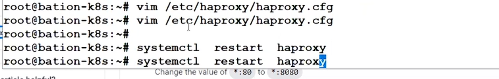 root@bation-k8s:~# vim /etc/haproxy/haproxy.cfg
root@bation-k8s:~# vim /etc/haproxy/haproxy.cfg
root@bation-k8s:~#
root@bation-k8s:~# systemctl  restart  haproxy
root@bation-k8s:~# systemctl  restart  haproxy
Change the value of *:80 to *:8080